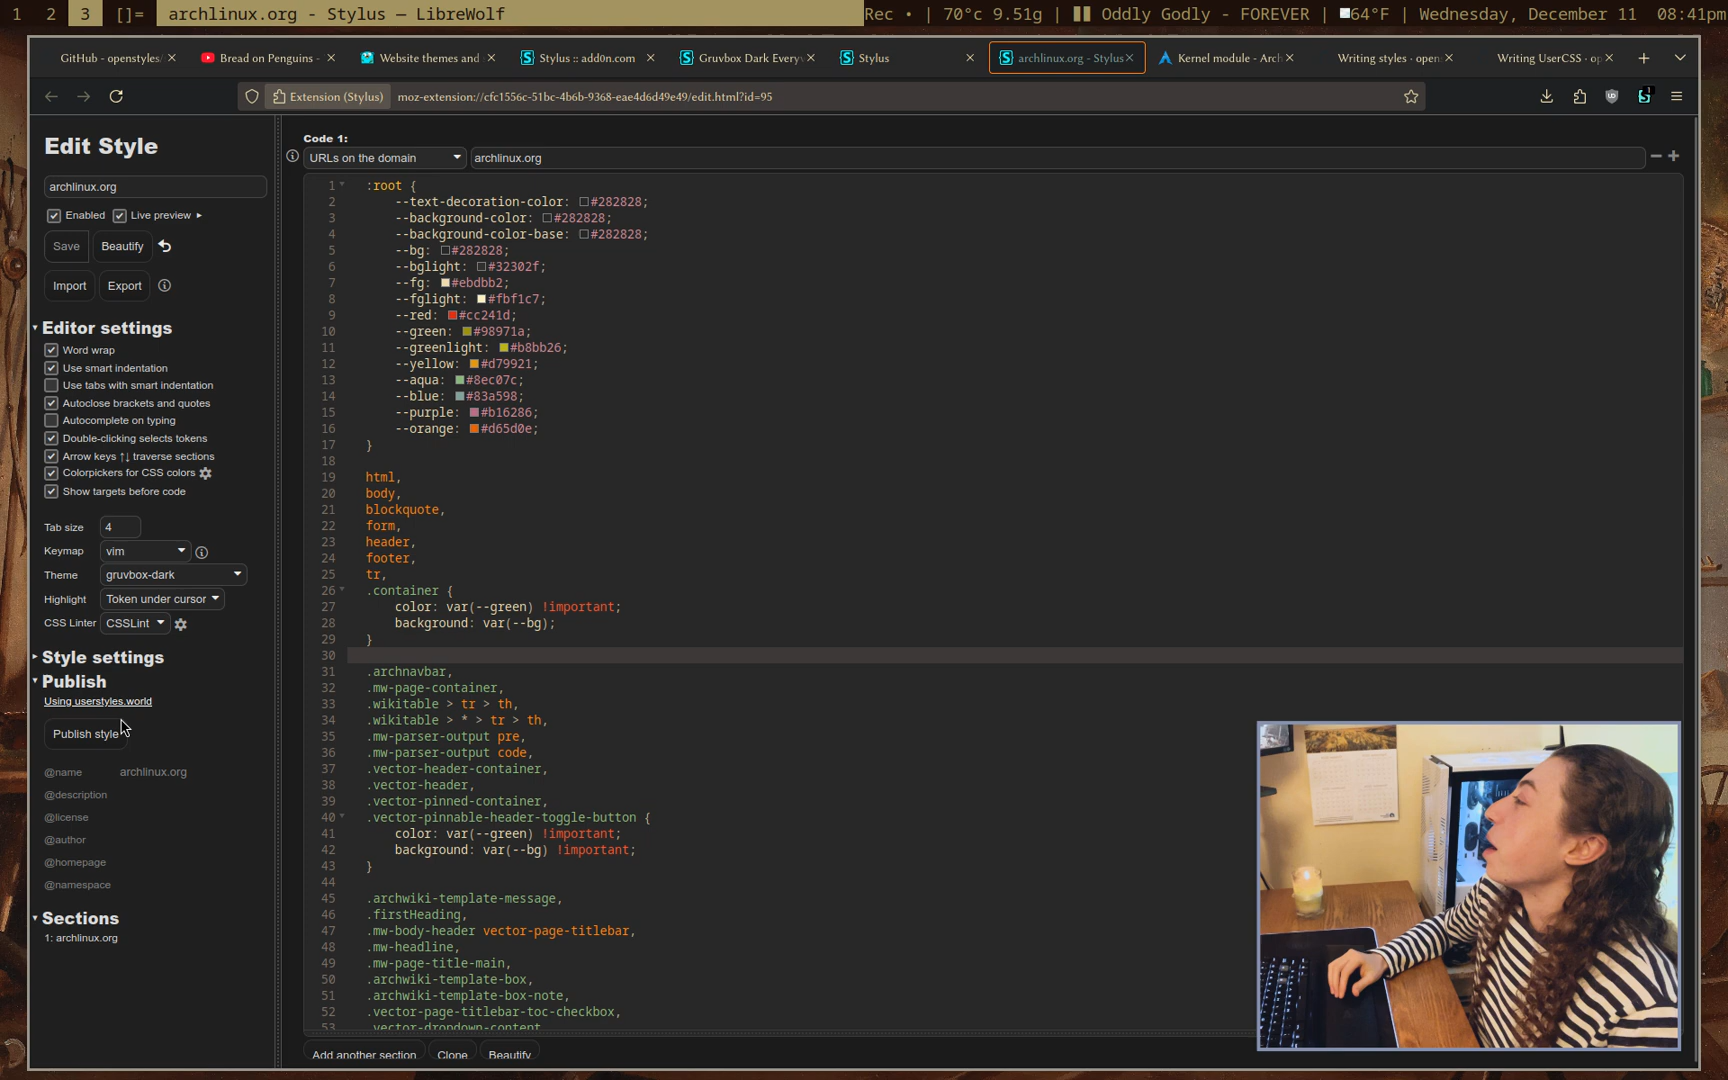 1 2 3 []= archlinux.org - Stylus — LibreWolf Rec • | 70°c 9.51g | Oddly Godly - FOREVER | 64°F | Wednesday, December 11 08:41pm
GitHub - openstyles/ Bread on Penguins - Website themes and Stylus :: add0n.com Gruvbox Dark Every Stylus archlinux.org - Stylus Kernel module - Arch Writing styles · open Writing UserCSS · op
Extension (Stylus) moz-extension://cfc1556c-51bc-4b6b-9368-eae4d6d49e49/edit.html?id=95
Edit Style
archlinux.org
Enabled Live preview
Save Beautify
Import Export
Editor settings
Word wrap
Use smart indentation
Use tabs with smart indentation
Autoclose brackets and quotes
Autocomplete on typing
Double-clicking selects tokens
Arrow keys ↑↓ traverse sections
Colorpickers for CSS colors
Show targets before code
Tab size 4
Keymap vim
Theme gruvbox-dark
Highlight Token under cursor
CSS Linter CSSLint
Style settings
Publish
Using userstyles.world
Publish style
@name archlinux.org
@description
@license
@author
@homepage
@namespace
Sections
1: archlinux.org
Code 1:
URLs on the domain archlinux.org
1 :root {
2 --text-decoration-color: #282828;
3 --background-color: #282828;
4 --background-color-base: #282828;
5 --bg: #282828;
6 --bglight: #32302f;
7 --fg: #ebdbb2;
8 --fglight: #fbf1c7;
9 --red: #cc241d;
10 --green: #98971a;
11 --greenlight: #b8bb26;
12 --yellow: #d79921;
13 --aqua: #8ec07c;
14 --blue: #83a598;
15 --purple: #b16286;
16 --orange: #d65d0e;
17 }
18
19 html,
20 body,
21 blockquote,
22 form,
23 header,
24 footer,
25 tr,
26 .container {
27 color: var(--green) !important;
28 background: var(--bg);
29 }
30
31 .archnavbar,
32 .mw-page-container,
33 .wikitable > tr > th,
34 .wikitable > * > tr > th,
35 .mw-parser-output pre,
36 .mw-parser-output code,
37 .vector-header-container,
38 .vector-header,
39 .vector-pinned-container,
40 .vector-pinnable-header-toggle-button {
41 color: var(--green) !important;
42 background: var(--bg) !important;
43 }
44
45 .archwiki-template-message,
46 .firstHeading,
47 .mw-body-header vector-page-titlebar,
48 .mw-headline,
49 .mw-page-title-main,
50 .archwiki-template-box,
51 .archwiki-template-box-note,
52 .vector-page-titlebar-toc-checkbox,
53 .vector-dropdown-content
Add another section Clone Beautify